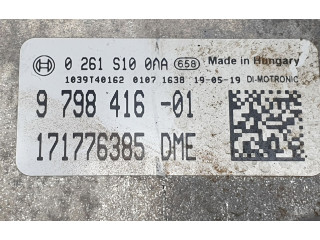 0 261 S10 0AA 658 Made in Hungary
1039T40162 0107 1638 19-05-19 DI-MOTRONIC
9 798 416 -01
171776385 DME